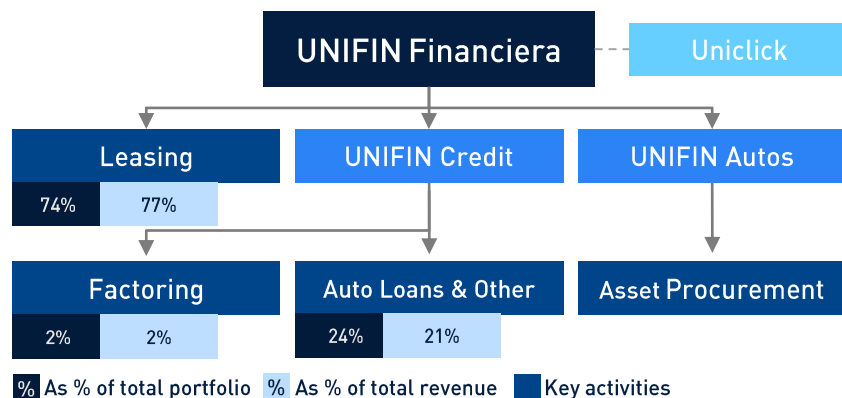 UNIFIN Financiera
Uniclick
Leasing
UNIFIN Credit
UNIFIN Autos
74%
77%
Factoring
Auto Loans & Other
Asset Procurement
2%
2%
24%
21%
% As % of total portfolio
% As % of total revenue
Key activities